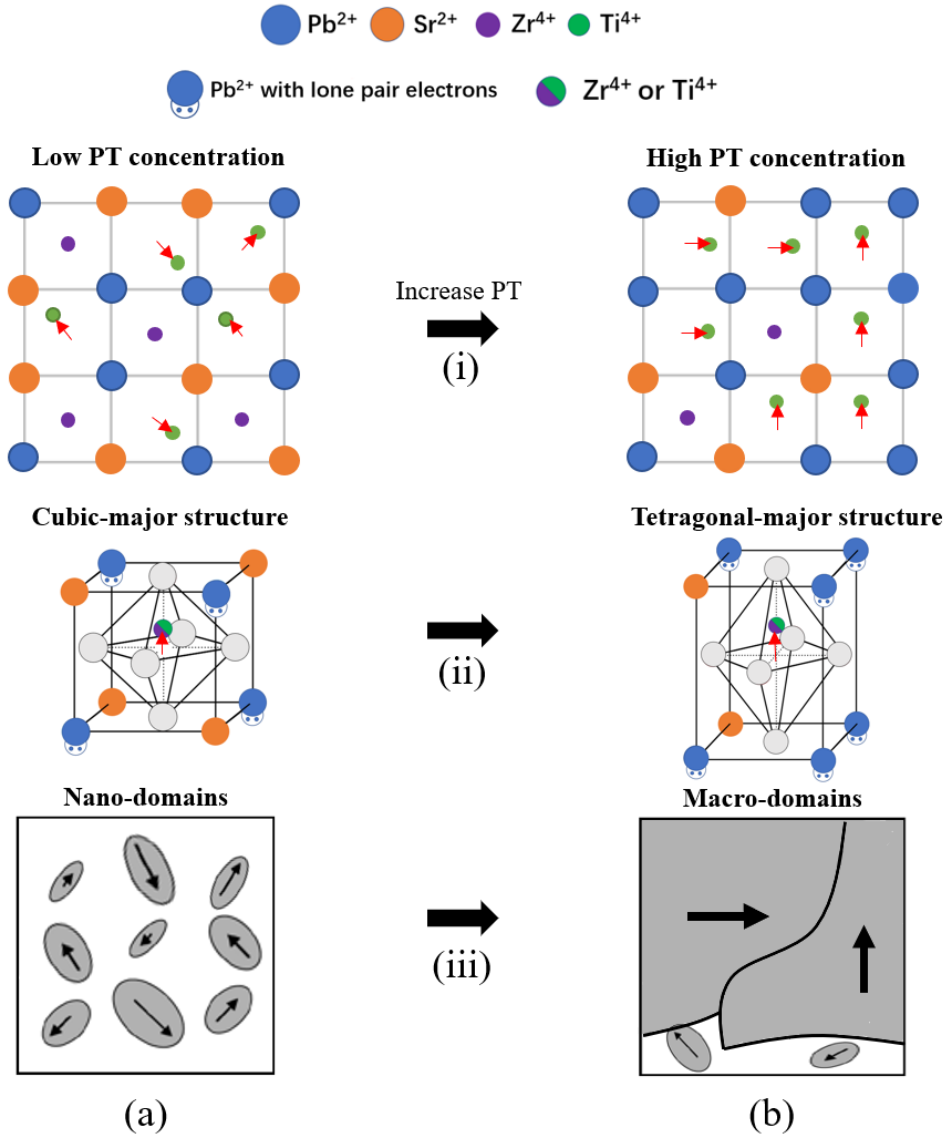 Pb²⁺ Sr²⁺ Zr⁴⁺ Ti⁴⁺
Pb²⁺ with lone pair electrons Zr⁴⁺ or Ti⁴⁺
Low PT concentration High PT concentration
Increase PT
(i)
Cubic-major structure Tetragonal-major structure
(ii)
Nano-domains Macro-domains
(iii)
(a) (b)